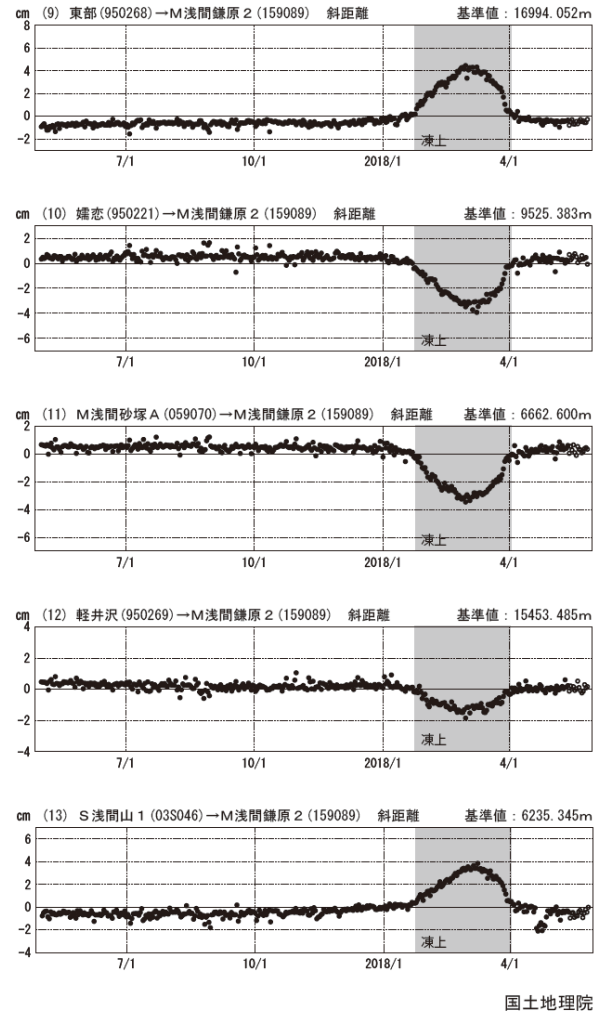 cm (9) 東部(950268)→M浅間鎌原2(159089) 斜距離 基準値:16994.052m
8
6
4
2
0
-2
凍上
7/1 10/1 2018/1 4/1
cm (10) 嬬恋(950221)→M浅間鎌原2(159089) 斜距離 基準値:9525.383m
2
0
-2
-4
-6
凍上
7/1 10/1 2018/1 4/1
cm (11) M浅間砂塚A(059070)→M浅間鎌原2(159089) 斜距離 基準値:6662.600m
2
0
-2
-4
-6
凍上
7/1 10/1 2018/1 4/1
cm (12) 軽井沢(950269)→M浅間鎌原2(159089) 斜距離 基準値:15453.485m
4
2
0
-2
-4
凍上
7/1 10/1 2018/1 4/1
cm (13) S浅間山1(03S046)→M浅間鎌原2(159089) 斜距離 基準値:6235.345m
6
4
2
0
-2
-4
凍上
7/1 10/1 2018/1 4/1
国土地理院